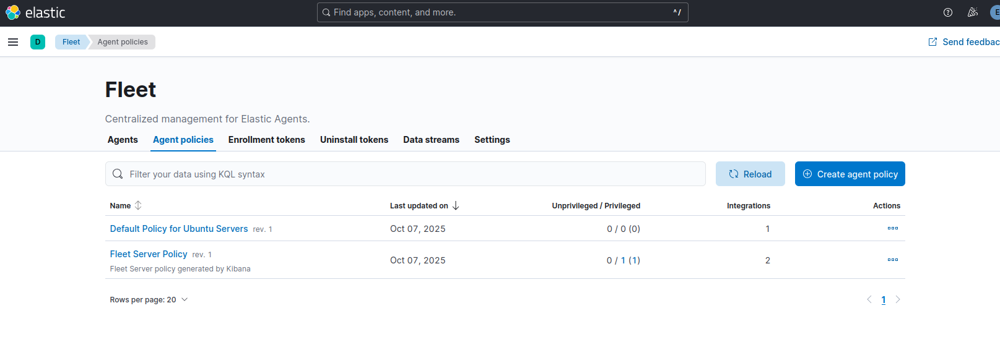 elastic
Find apps, content, and more.
^/
E
D
Fleet
Agent policies
Send feedbac
Fleet
Centralized management for Elastic Agents.
Agents
Agent policies
Enrollment tokens
Uninstall tokens
Data streams
Settings
Filter your data using KQL syntax
Reload
Create agent policy
Name
Last updated on
Unprivileged / Privileged
Integrations
Actions
Default Policy for Ubuntu Servers rev. 1
Oct 07, 2025
0 / 0 (0)
1
Fleet Server Policy rev. 1
Fleet Server policy generated by Kibana
Oct 07, 2025
0 / 1 (1)
2
Rows per page: 20
1